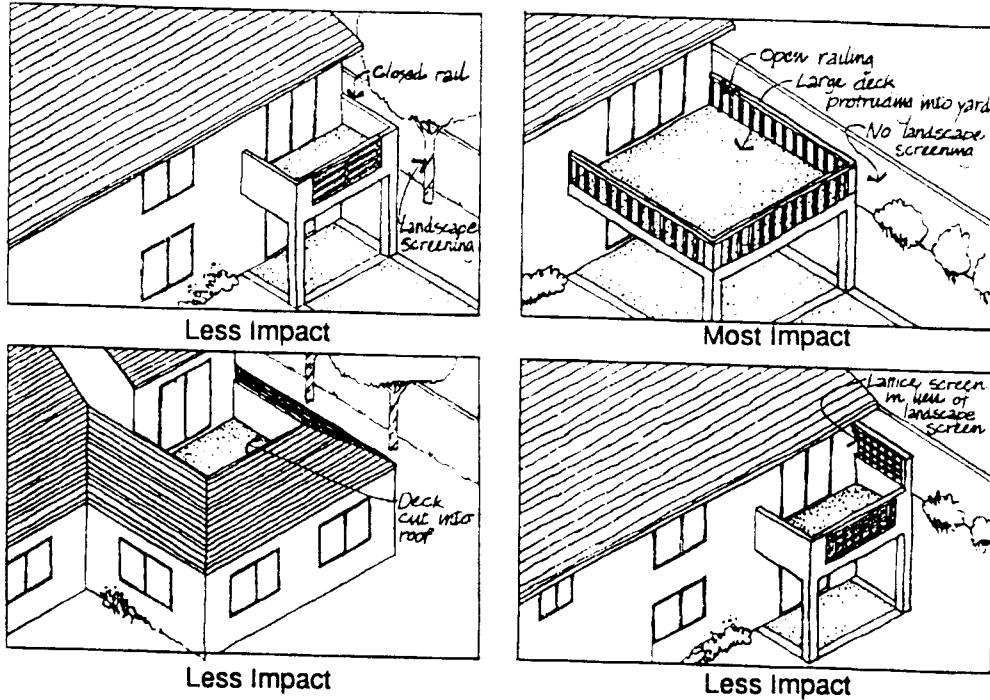 Closed rail
Landscape
screening
Less Impact
Open railing
Large deck
protruding into yard
No landscape
screening
Most Impact
Deck
cut into
roof
Less Impact
Lattice screen
in lieu of
landscape
screen
Less Impact